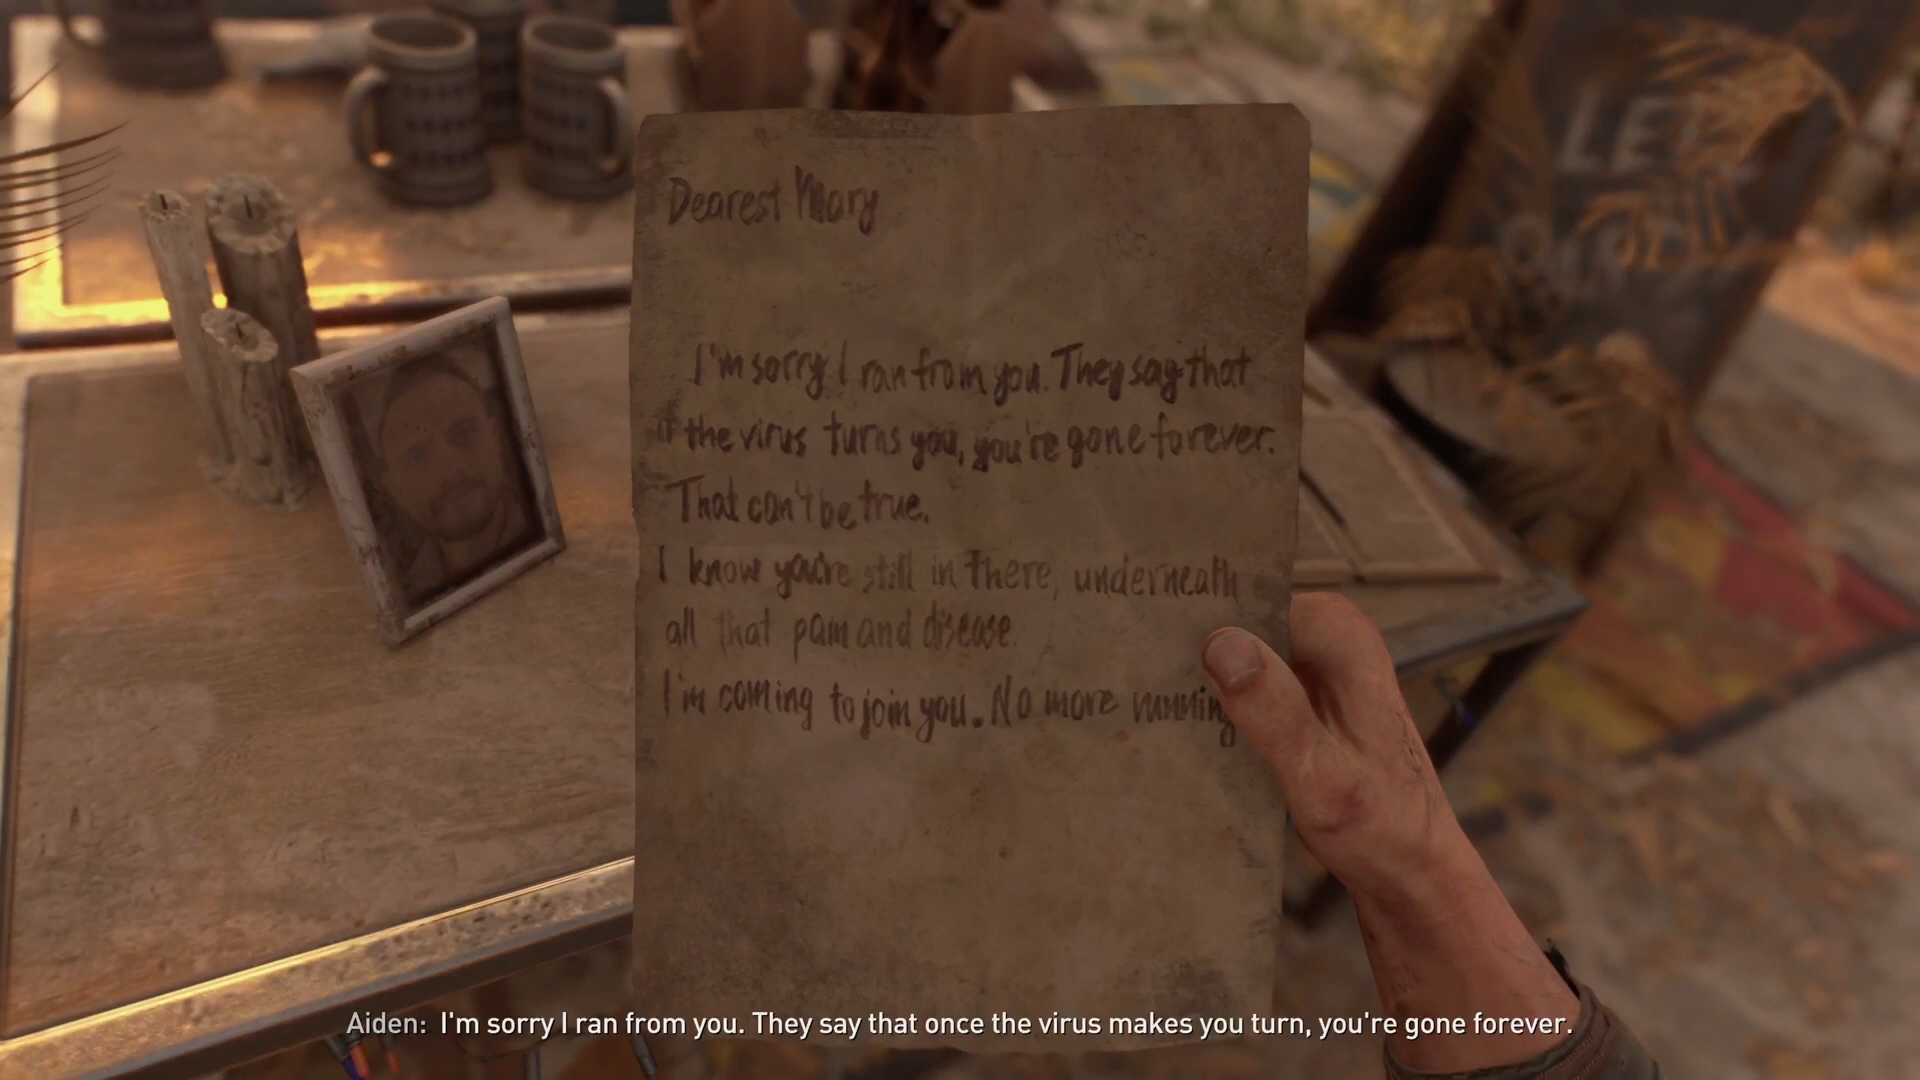 Dearest Mary
I'm sorry I ran from you. They say that
if the virus turns you, you're gone forever.
That can't be true.
I know you're still in there, underneath
all that pain and disease.
I'm coming to join you. No more running
LET
Aiden: I'm sorry I ran from you. They say that once the virus makes you turn, you're gone forever.